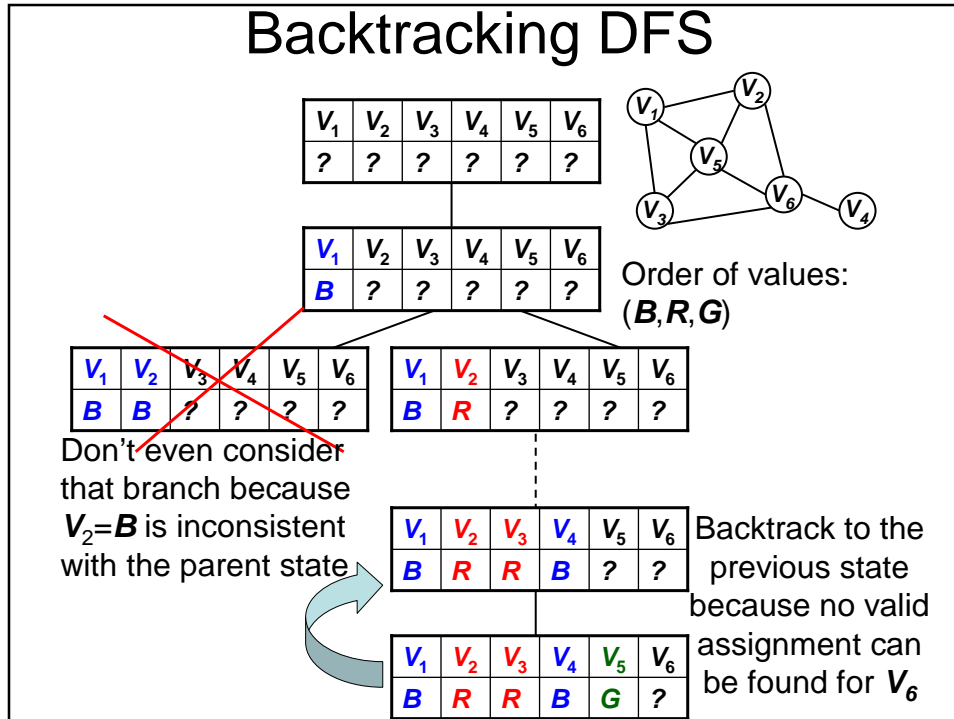 Backtracking DFS
V₁ V₂ V₃ V₄ V₅ V₆
? ? ? ? ? ?
V₁
V₂
V₅
V₆
V₃
V₄
V₁ V₂ V₃ V₄ V₅ V₆
B ? ? ? ? ?
Order of values:
(B,R,G)
V₁ V₂ V₃ V₄ V₅ V₆
B B ? ? ? ?
V₁ V₂ V₃ V₄ V₅ V₆
B R ? ? ? ?
Don't even consider
that branch because
V₂=B is inconsistent
with the parent state
V₁ V₂ V₃ V₄ V₅ V₆
B R R B ? ?
Backtrack to the
previous state
because no valid
assignment can
be found for V₆
V₁ V₂ V₃ V₄ V₅ V₆
B R R B G ?